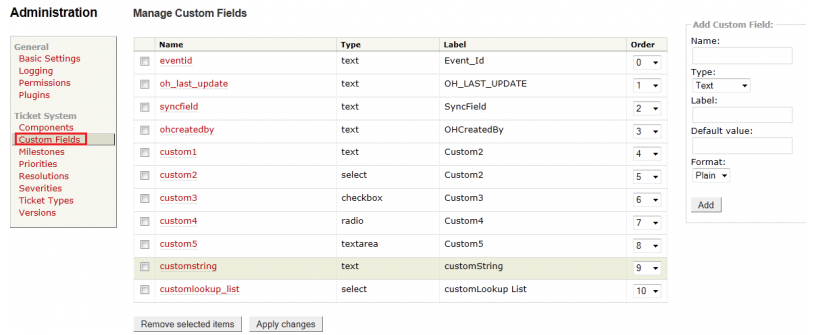 Administration
General
Basic Settings
Logging
Permissions
Plugins
Ticket System
Components
Custom Fields
Milestones
Priorities
Resolutions
Severities
Ticket Types
Versions
Manage Custom Fields
Name Type Label Order
eventid text Event_Id 0
oh_last_update text OH_LAST_UPDATE 1
syncfield text SyncField 2
ohcreatedby text OHCreatedBy 3
custom1 text Custom2 4
custom2 select Custom2 5
custom3 checkbox Custom3 6
custom4 radio Custom4 7
custom5 textarea Custom5 8
customstring text customString 9
customlookup_list select customLookup List 10
Remove selected items Apply changes
Add Custom Field:
Name:
Type:
Text
Label:
Default value:
Format:
Plain
Add